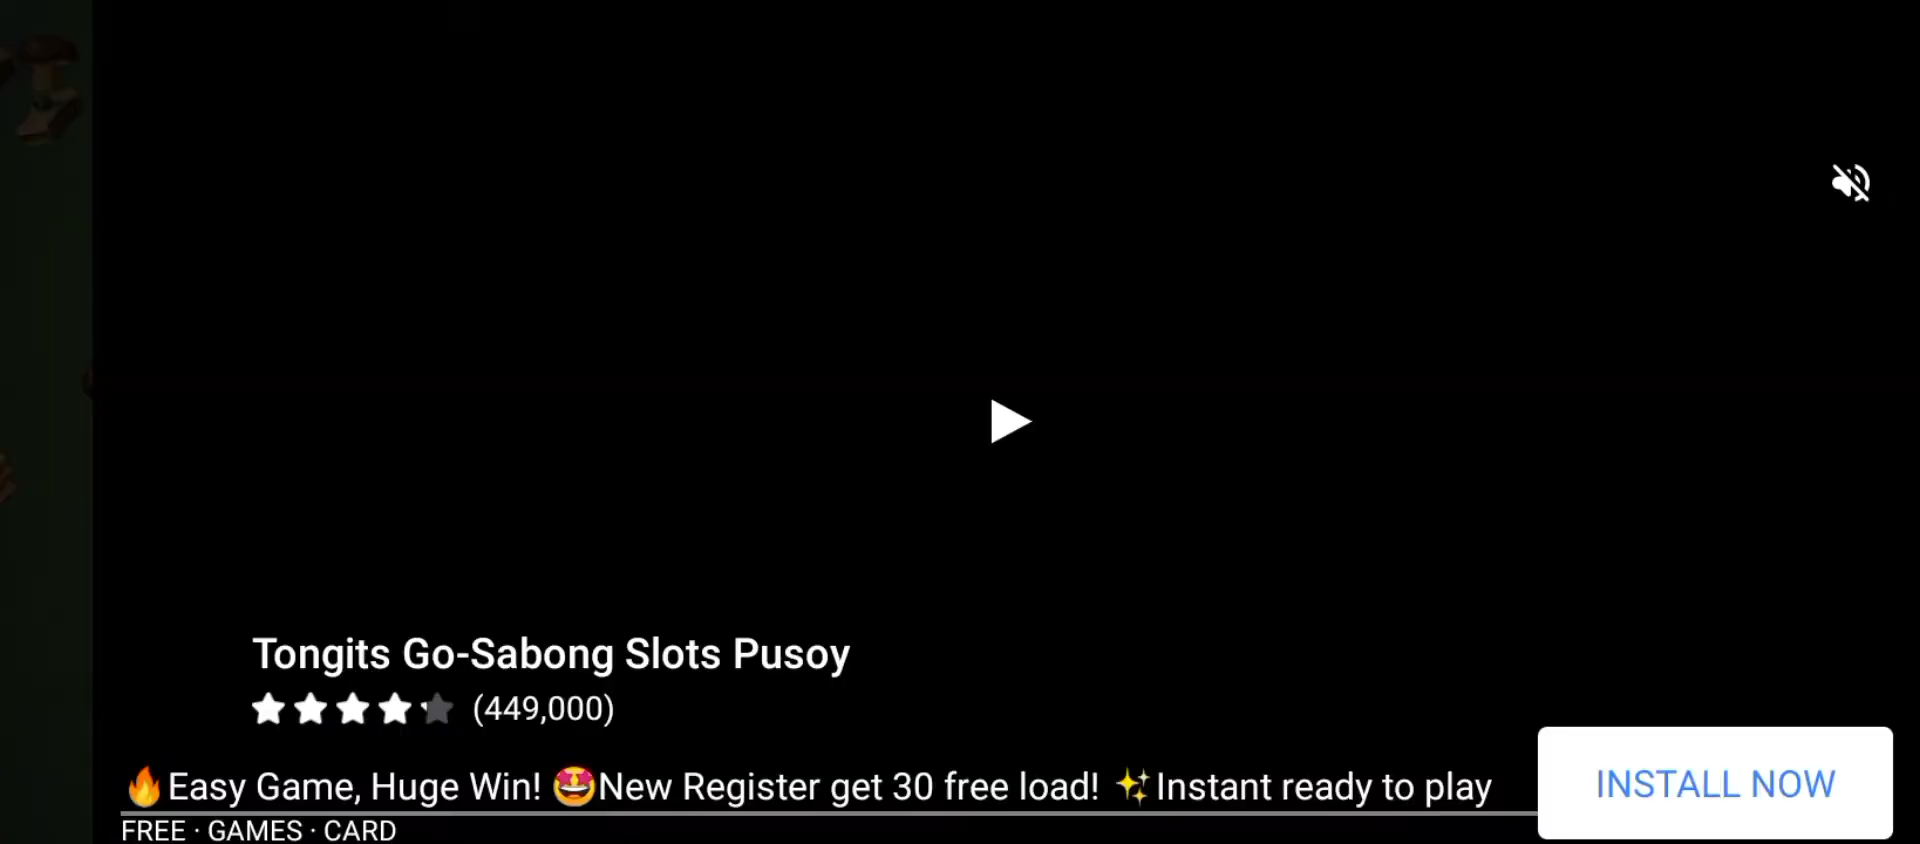 Tongits Go-Sabong Slots Pusoy
(449,000)
🔥Easy Game, Huge Win! 🤩New Register get 30 free load! ✨Instant ready to play
INSTALL NOW
FREE · GAMES · CARD